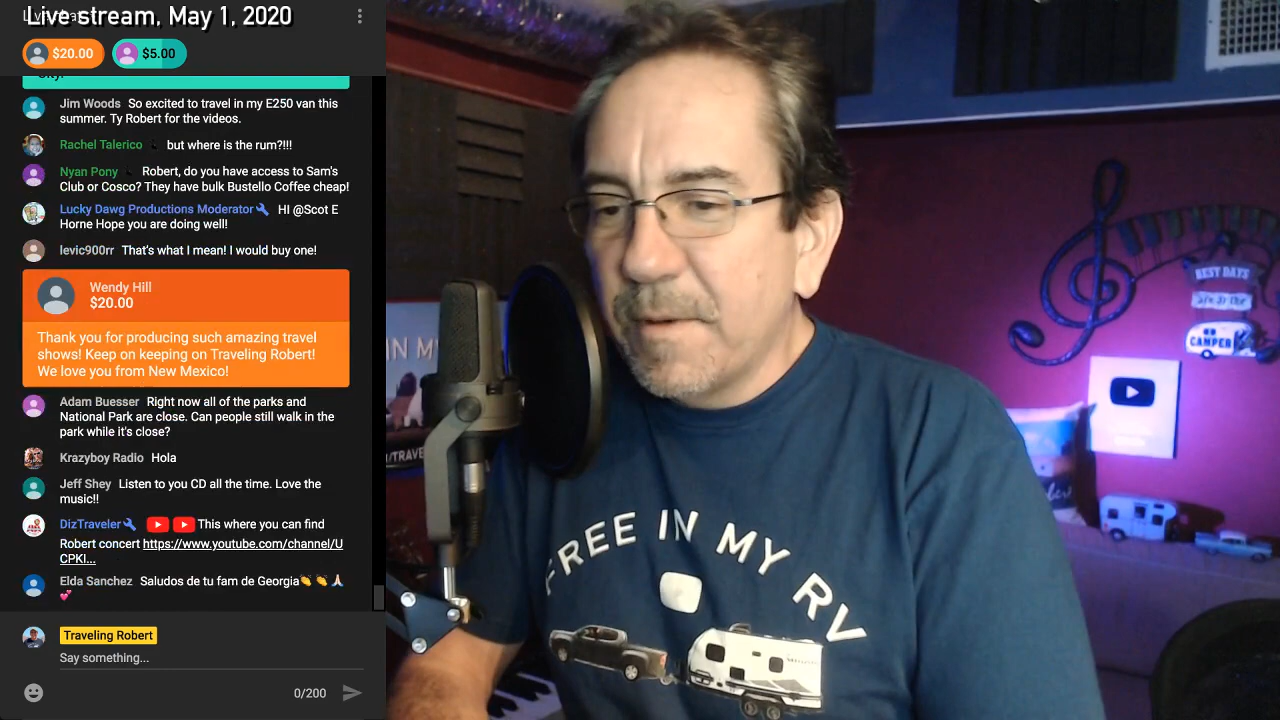 Live stream, May 1, 2020
$20.00
$5.00
City!
Jim Woods So excited to travel in my E250 van this
summer. Ty Robert for the videos.
Rachel Talerico but where is the rum?!!!
Nyan Pony Robert, do you have access to Sam's
Club or Cosco? They have bulk Bustello Coffee cheap!
Lucky Dawg Productions Moderator HI @Scot E
Horne Hope you are doing well!
levic900rr That's what I mean! I would buy one!
Wendy Hill
$20.00
Thank you for producing such amazing travel
shows! Keep on keeping on Traveling Robert!
We love you from New Mexico!
Adam Buesser Right now all of the parks and
National Park are close. Can people still walk in the
park while it's close?
Krazyboy Radio Hola
Jeff Shey Listen to you CD all the time. Love the
music!!
DizTraveler This where you can find
Robert concert https://www.youtube.com/channel/U
CPKI...
Elda Sanchez Saludos de tu fam de Georgia👏👏🙏
💕
Traveling Robert
Say something...
0/200
IN MY
/TRAVE
FREE IN MY RV
BEST DAYS
CAMPER